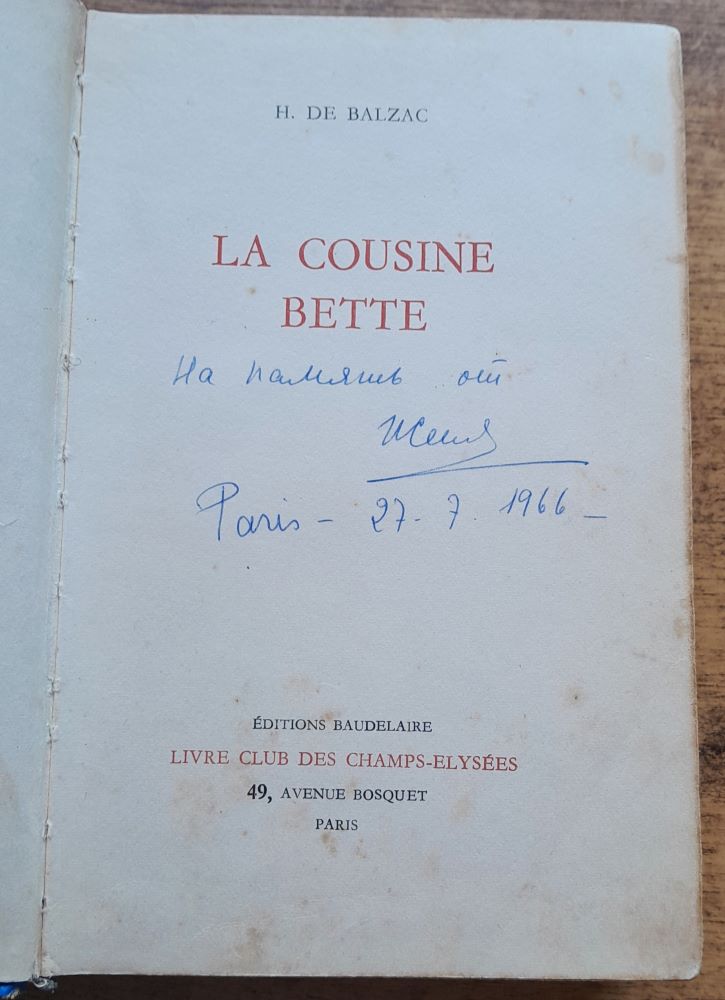 H. DE BALZAC
LA COUSINE
BETTE
На память от
Paris – 27 - 7. 1966 –
ÉDITIONS BAUDELAIRE
LIVRE CLUB DES CHAMPS-ELYSÉES
49, AVENUE BOSQUET
PARIS